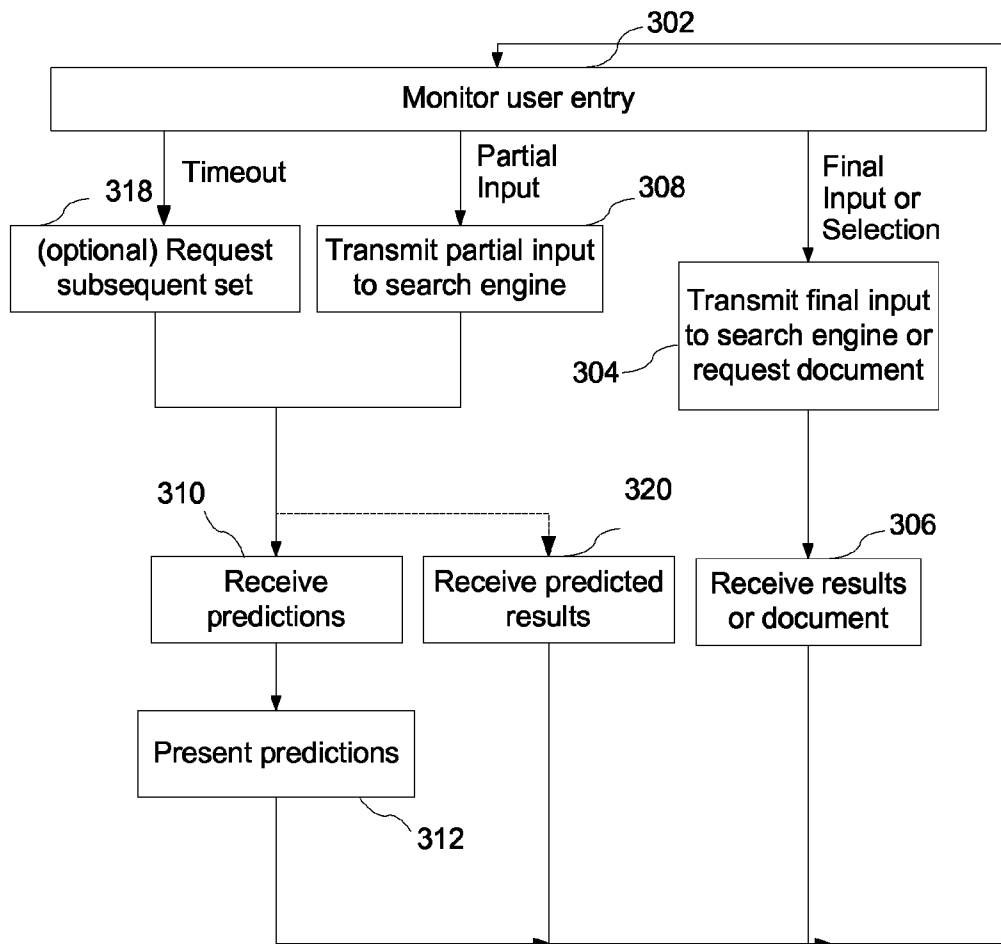 302
Monitor user entry
Timeout
Partial
Input
Final
Input or
Selection
318
(optional) Request
subsequent set
308
Transmit partial input
to search engine
304
Transmit final input
to search engine or
request document
310
Receive
predictions
320
Receive predicted
results
306
Receive results
or document
Present predictions
312